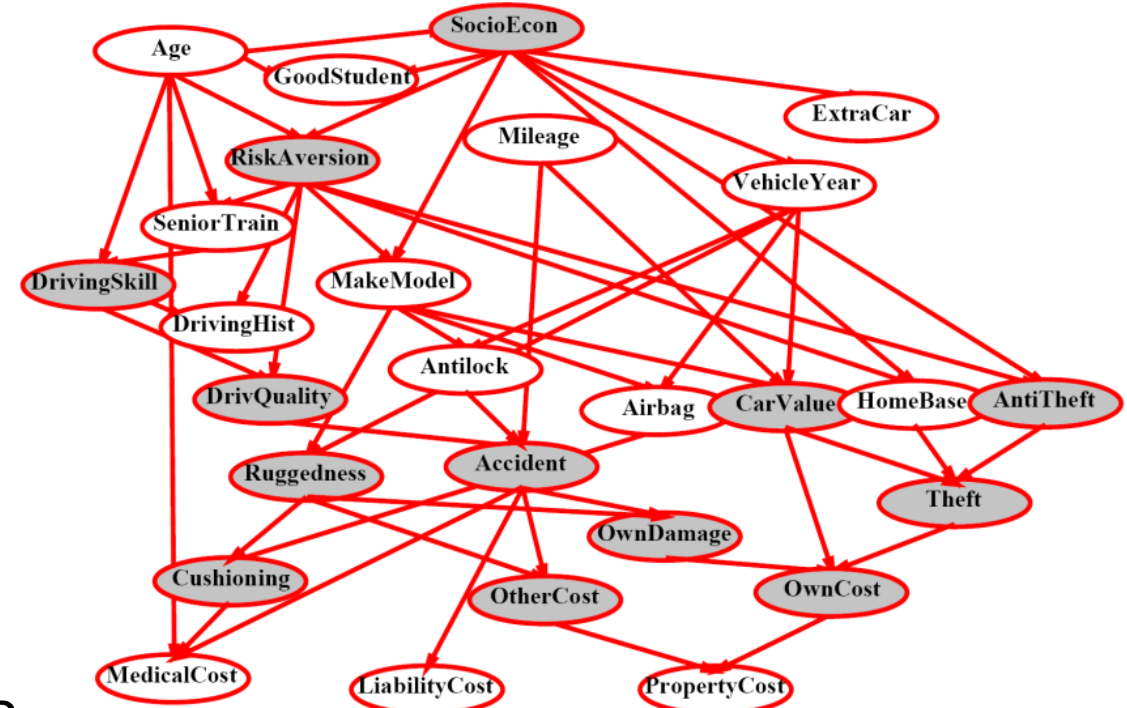 SocioEcon
Age
GoodStudent
ExtraCar
Mileage
RiskAversion
VehicleYear
SeniorTrain
DrivingSkill
MakeModel
DrivingHist
Antilock
DrivQuality
Airbag
CarValue
HomeBase
AntiTheft
Ruggedness
Accident
Theft
OwnDamage
Cushioning
OtherCost
OwnCost
MedicalCost
LiabilityCost
PropertyCost